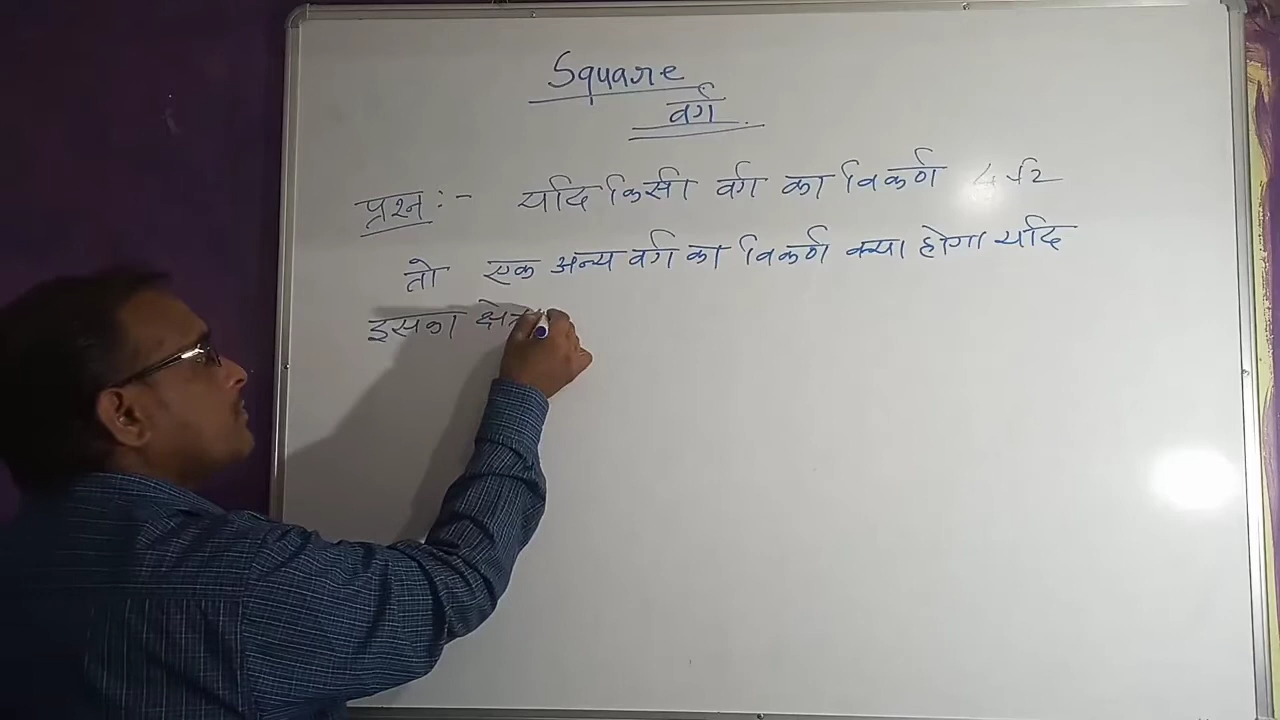 Square
वर्ग
प्रश्न :- यदि किसी वर्ग का विकर्ण 4√2
तो एक अन्य वर्ग का विकर्ण क्या होगा यदि
इसका